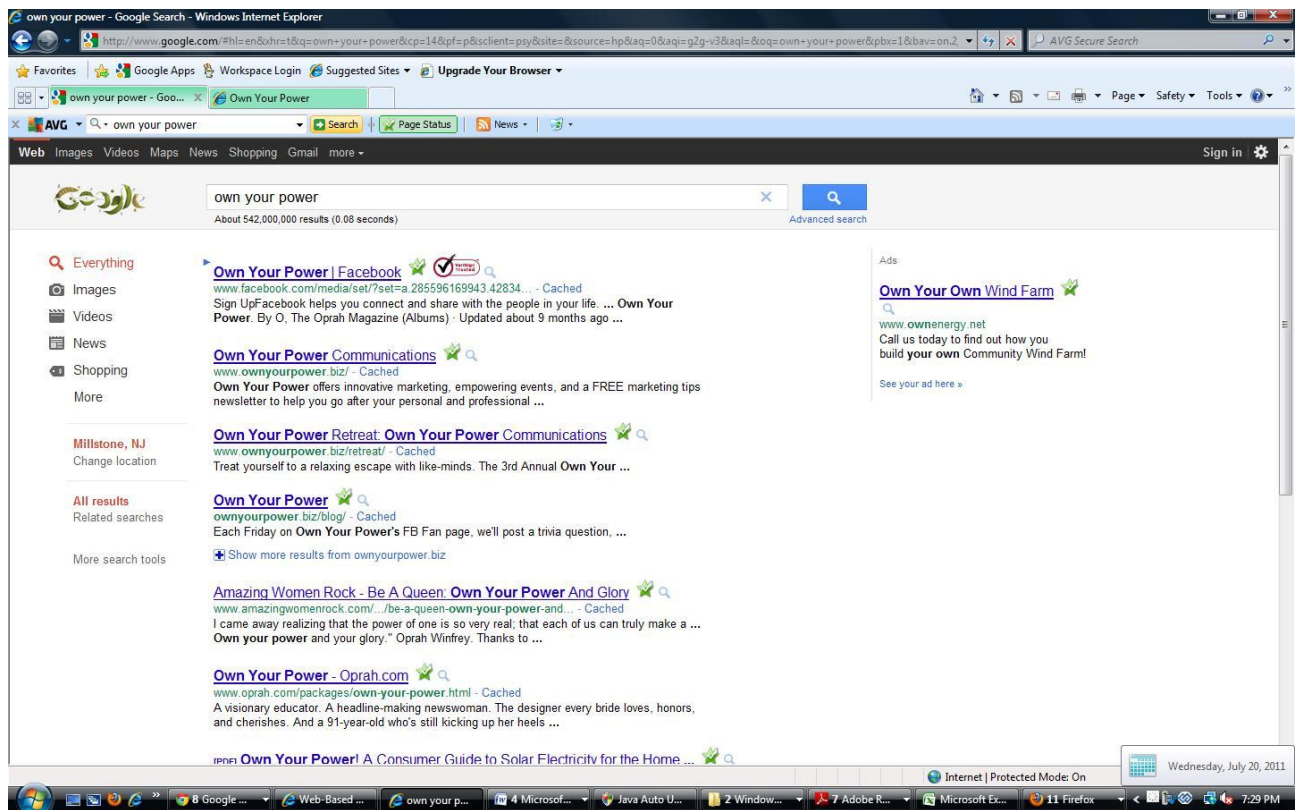 own your power - Google Search - Windows Internet Explorer
http://www.google.com/#hl=en&xhr=t&q=own+your+power&cp=14&pf=p&sclient=psy&site=&source=hp&aq=0&aqi=g2g-v3&aql=&oq=own+your+power&pbx=1&bav=on.2,
AVG Secure Search
Favorites Google Apps Workspace Login Suggested Sites Upgrade Your Browser
own your power - Goo... Own Your Power
Page Safety Tools
AVG own your power Search Page Status News
Web Images Videos Maps News Shopping Gmail more Sign in
Google
own your power
About 542,000,000 results (0.08 seconds) Advanced search
Everything
Images
Videos
News
Shopping
More
Millstone, NJ
Change location
All results
Related searches
More search tools
Own Your Power | Facebook
www.facebook.com/media/set/?set=a.285596169943.42834... - Cached
Sign UpFacebook helps you connect and share with the people in your life. ... Own Your
Power. By O, The Oprah Magazine (Albums) · Updated about 9 months ago ...
Own Your Power Communications
www.ownyourpower.biz/ - Cached
Own Your Power offers innovative marketing, empowering events, and a FREE marketing tips
newsletter to help you go after your personal and professional ...
Own Your Power Retreat: Own Your Power Communications
www.ownyourpower.biz/retreat/ - Cached
Treat yourself to a relaxing escape with like-minds. The 3rd Annual Own Your ...
Own Your Power
ownyourpower.biz/blog/ - Cached
Each Friday on Own Your Power's FB Fan page, we'll post a trivia question, ...
Show more results from ownyourpower.biz
Amazing Women Rock - Be A Queen: Own Your Power And Glory
www.amazingwomenrock.com/.../be-a-queen-own-your-power-and... - Cached
I came away realizing that the power of one is so very real; that each of us can truly make a ...
Own your power and your glory." Oprah Winfrey. Thanks to ...
Own Your Power - Oprah.com
www.oprah.com/packages/own-your-power.html - Cached
A visionary educator. A headline-making newswoman. The designer every bride loves, honors,
and cherishes. And a 91-year-old who's still kicking up her heels ...
[PDF] Own Your Power! A Consumer Guide to Solar Electricity for the Home ...
Ads
Own Your Own Wind Farm
www.ownenergy.net
Call us today to find out how you
build your own Community Wind Farm!
See your ad here »
Internet | Protected Mode: On
Wednesday, July 20, 2011
8 Google ... Web-Based ... own your p... 4 Microsof... Java Auto U... 2 Window... 7 Adobe R... Microsoft Ex... 11 Firefox 7:29 PM